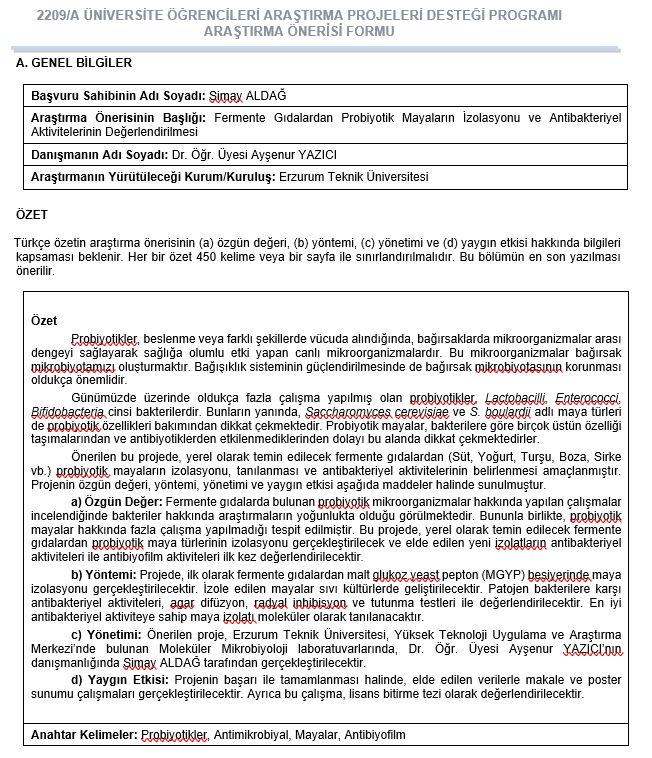 2209/A ÜNİVERSİTE ÖĞRENCİLERİ ARAŞTIRMA PROJELERİ DESTEĞİ PROGRAMI
ARAŞTIRMA ÖNERİSİ FORMU
A. GENEL BİLGİLER
Başvuru Sahibinin Adı Soyadı: Simay ALDAĞ
Araştırma Önerisinin Başlığı: Fermente Gıdalardan Probiyotik Mayaların İzolasyonu ve Antibakteriyel
Aktivitelerinin Değerlendirilmesi
Danışmanın Adı Soyadı: Dr. Öğr. Üyesi Ayşenur YAZICI
Araştırmanın Yürütüleceği Kurum/Kuruluş: Erzurum Teknik Üniversitesi
ÖZET
Türkçe özetin araştırma önerisinin (a) özgün değeri, (b) yöntemi, (c) yönetimi ve (d) yaygın etkisi hakkında bilgileri
kapsaması beklenir. Her bir özet 450 kelime veya bir sayfa ile sınırlandırılmalıdır. Bu bölümün en son yazılması
önerilir.
Özet
Probiyotikler, beslenme veya farklı şekillerde vücuda alındığında, bağırsaklarda mikroorganizmalar arası
dengeyi sağlayarak sağlığa olumlu etki yapan canlı mikroorganizmalardır. Bu mikroorganizmalar bağırsak
mikrobiyotamızı oluşturmaktır. Bağışıklık sisteminin güçlendirilmesinde de bağırsak mikrobiyotasının korunması
oldukça önemlidir.
Günümüzde üzerinde oldukça fazla çalışma yapılmış olan probiyotikler, Lactobacilli, Enterococci,
Bifidobacteria cinsi bakterilerdir. Bunların yanında, Saccharomyces cerevisiae ve S. boulardii adlı maya türleri
de probiyotik özellikleri bakımından dikkat çekmektedir. Probiyotik mayalar, bakterilere göre birçok üstün özelliği
taşımalarından ve antibiyotiklerden etkilenmediklerinden dolayı bu alanda dikkat çekmektedirler.
Önerilen bu projede, yerel olarak temin edilecek fermente gıdalardan (Süt, Yoğurt, Turşu, Boza, Sirke
vb.) probiyotik mayaların izolasyonu, tanılanması ve antibakteriyel aktivitelerinin belirlenmesi amaçlanmıştır.
Projenin özgün değeri, yöntemi, yönetimi ve yaygın etkisi aşağıda maddeler halinde sunulmuştur.
a) Özgün Değer: Fermente gıdalarda bulunan probiyotik mikroorganizmalar hakkında yapılan çalışmalar
incelendiğinde bakteriler hakkında araştırmaların yoğunlukta olduğu görülmektedir. Bununla birlikte, probiyotik
mayalar hakkında fazla çalışma yapılmadığı tespit edilmiştir. Bu projede, yerel olarak temin edilecek fermente
gıdalardan probiyotik maya türlerinin izolasyonu gerçekleştirilecek ve elde edilen yeni izolatların antibakteriyel
aktiviteleri ile antibiyofilm aktiviteleri ilk kez değerlendirilecektir.
b) Yöntemi: Projede, ilk olarak fermente gıdalardan malt glukoz yeast pepton (MGYP) besiyerinde maya
izolasyonu gerçekleştirilecektir. İzole edilen mayalar sıvı kültürlerde geliştirilecektir. Patojen bakterilere karşı
antibakteriyel aktiviteleri, agar difüzyon, radyal inhibisyon ve tutunma testleri ile değerlendirilecektir. En iyi
antibakteriyel aktiviteye sahip maya izolatı moleküler olarak tanılanacaktır.
c) Yönetimi: Önerilen proje, Erzurum Teknik Üniversitesi, Yüksek Teknoloji Uygulama ve Araştırma
Merkezi'nde bulunan Moleküler Mikrobiyoloji laboratuvarlarında, Dr. Öğr. Üyesi Ayşenur YAZICI'nın
danışmanlığında Simay ALDAĞ tarafından gerçekleştirilecektir.
d) Yaygın Etkisi: Projenin başarı ile tamamlanması halinde, elde edilen verilerle makale ve poster
sunumu çalışmaları gerçekleştirilecektir. Ayrıca bu çalışma, lisans bitirme tezi olarak değerlendirilecektir.
Anahtar Kelimeler: Probiyotikler, Antimikrobiyal, Mayalar, Antibiyofilm